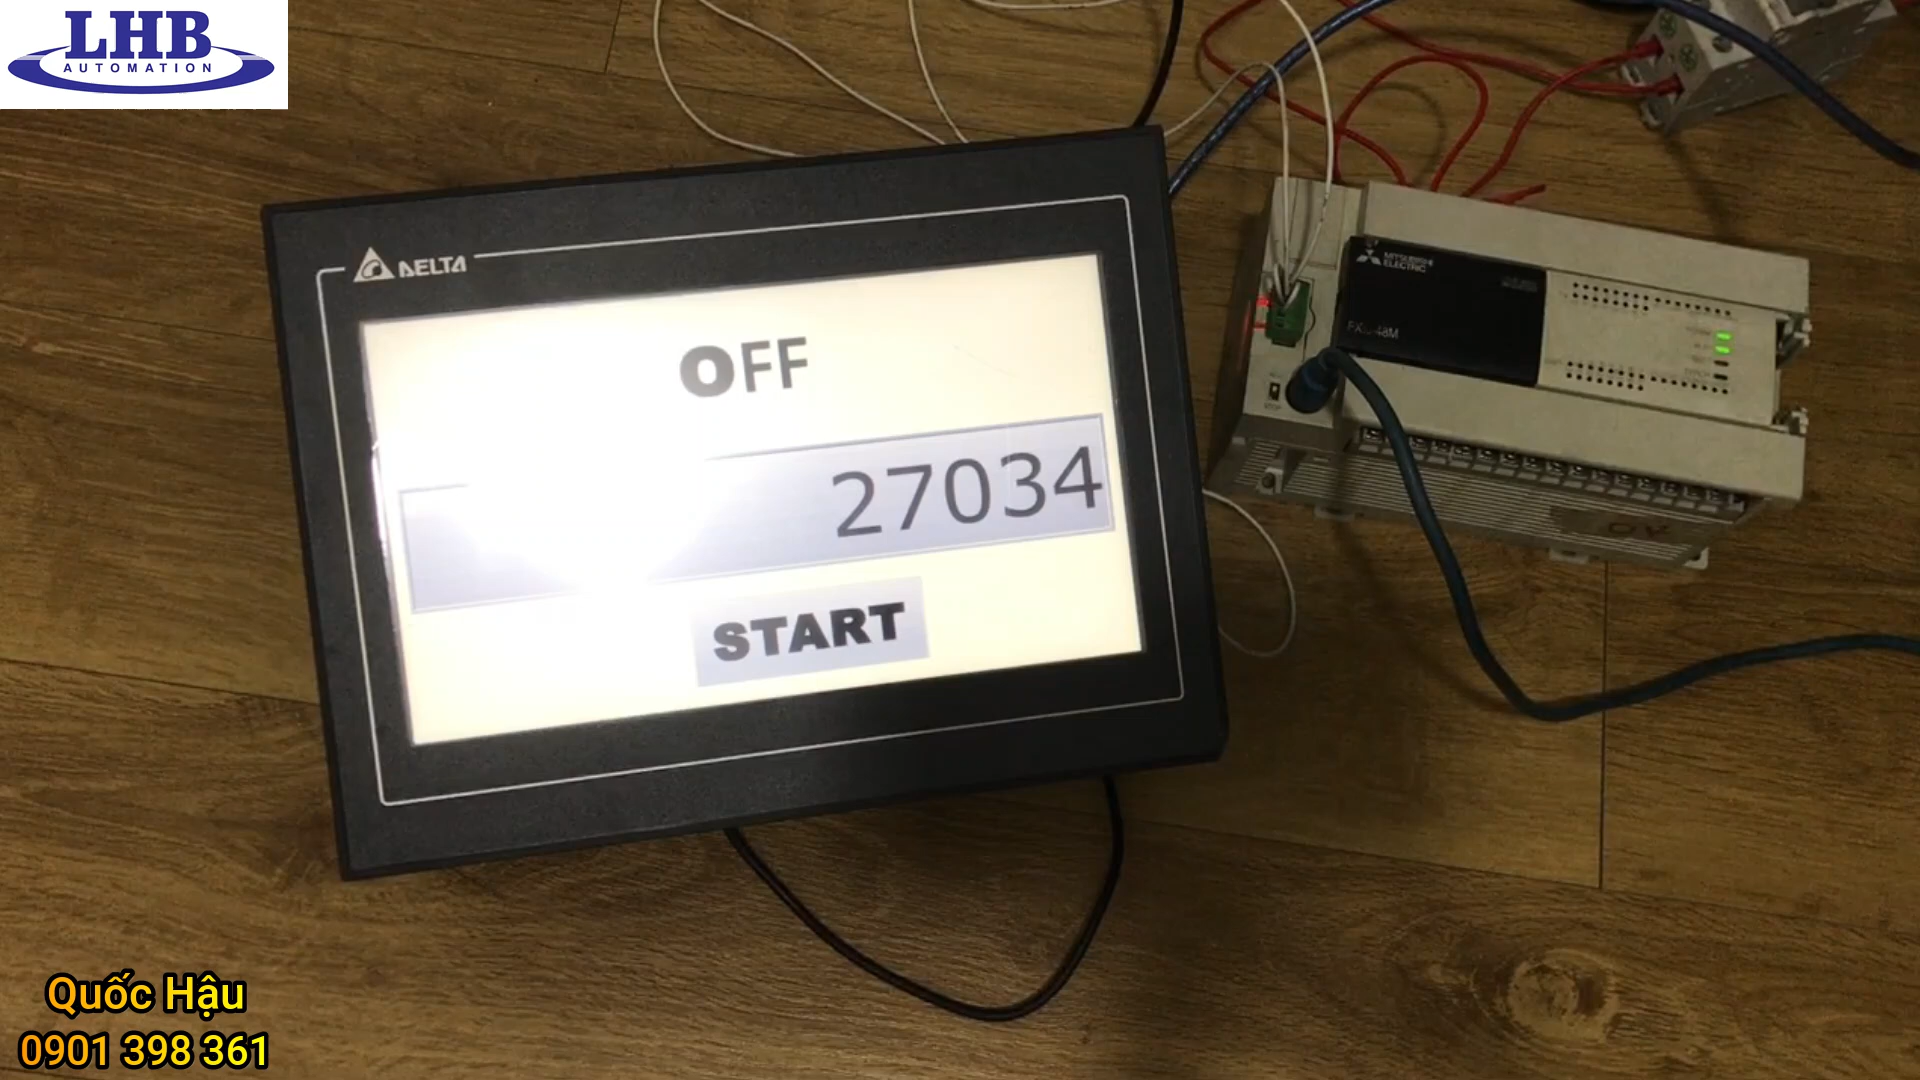 LHB
AUTOMATION
DELTA
OFF
27034
START
MITSUBISHI
ELECTRIC
Quốc Hậu
0901 398 361